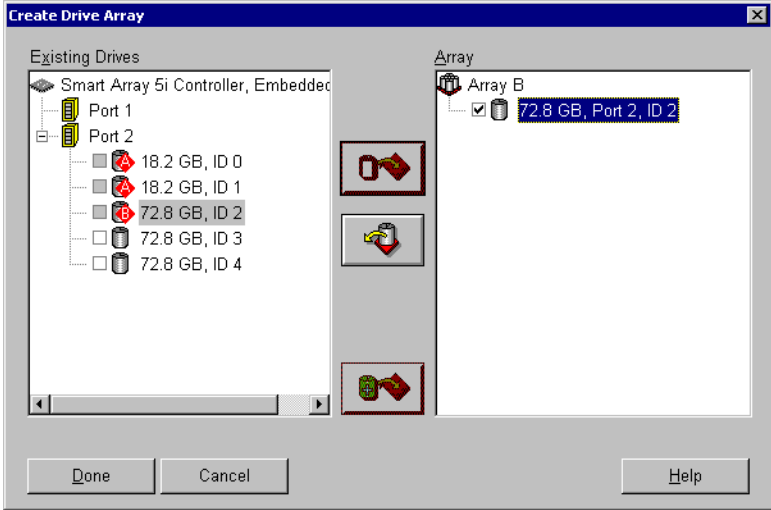 Create Drive Array
Existing Drives
Smart Array 5i Controller, Embedded
Port 1
Port 2
A 18.2 GB, ID 0
A 18.2 GB, ID 1
B 72.8 GB, ID 2
72.8 GB, ID 3
72.8 GB, ID 4
Array
Array B
72.8 GB, Port 2, ID 2
Done
Cancel
Help